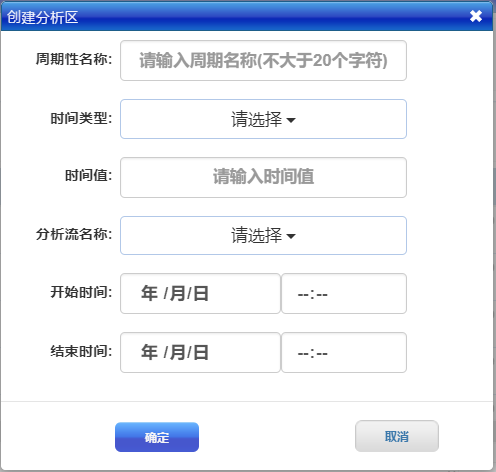 创建分析区
周期性名称: 请输入周期名称(不大于20个字符)
时间类型: 请选择
时间值: 请输入时间值
分析流名称: 请选择
开始时间: 年 /月/日 --:--
结束时间: 年 /月/日 --:--
确定 取消